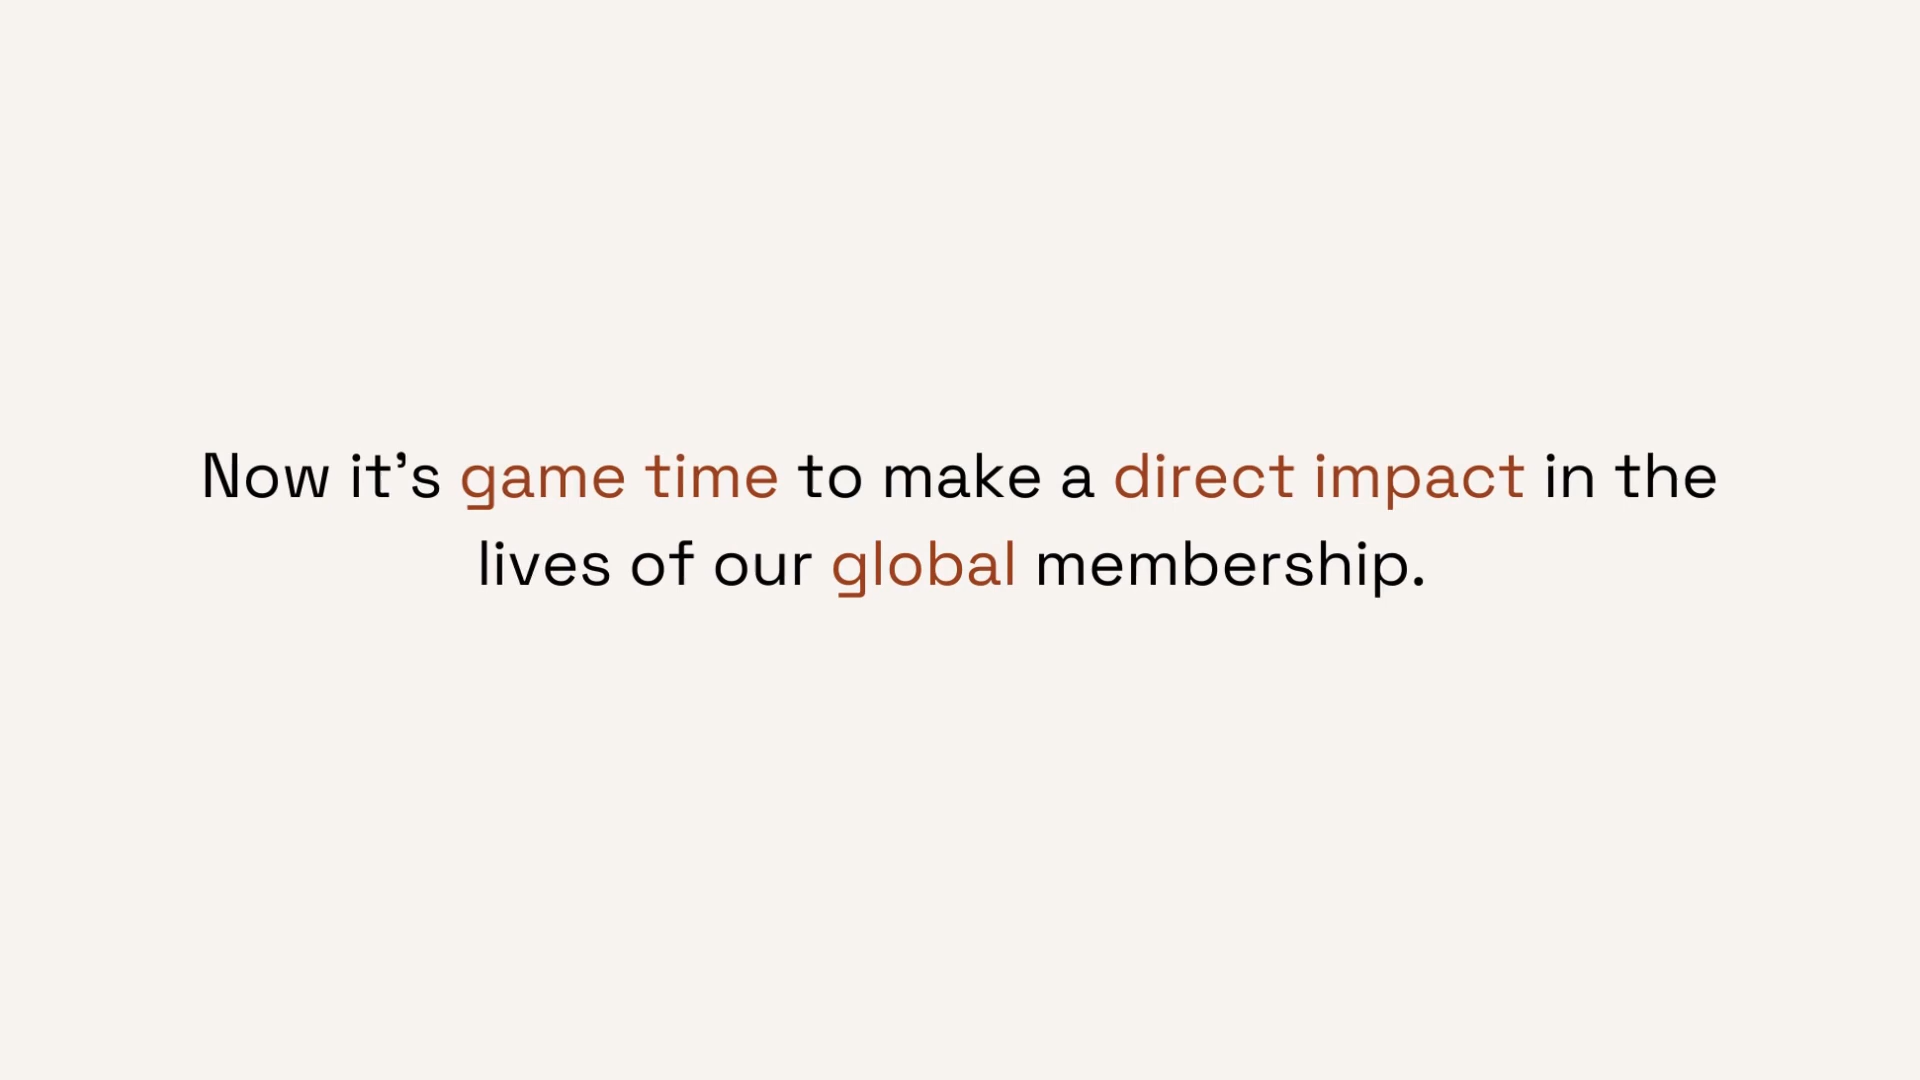 Now it’s game time to make a direct impact in the
lives of our global membership.